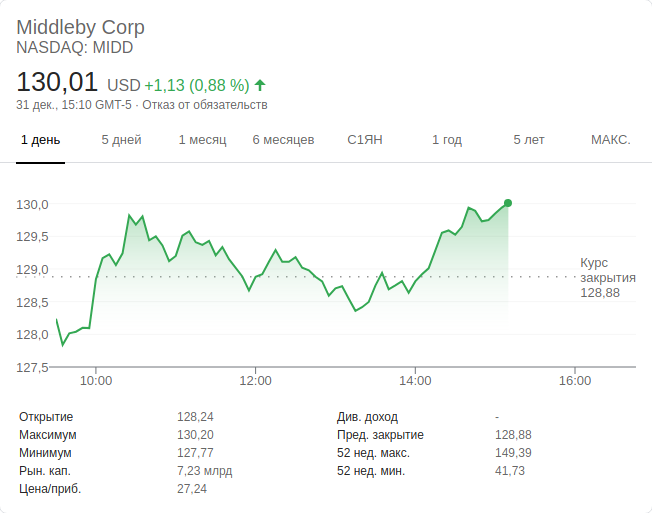 Middleby Corp
NASDAQ: MIDD
130,01 USD +1,13 (0,88 %)
31 дек., 15:10 GMT-5 · Отказ от обязательств
1 день 5 дней 1 месяц 6 месяцев С1ЯН 1 год 5 лет МАКС.
130,0
129,5
129,0
128,5
128,0
127,5
Курс
закрытия
128,88
10:00 12:00 14:00 16:00
Открытие 128,24
Максимум 130,20
Минимум 127,77
Рын. кап. 7,23 млрд
Цена/приб. 27,24
Див. доход -
Пред. закрытие 128,88
52 нед. макс. 149,39
52 нед. мин. 41,73